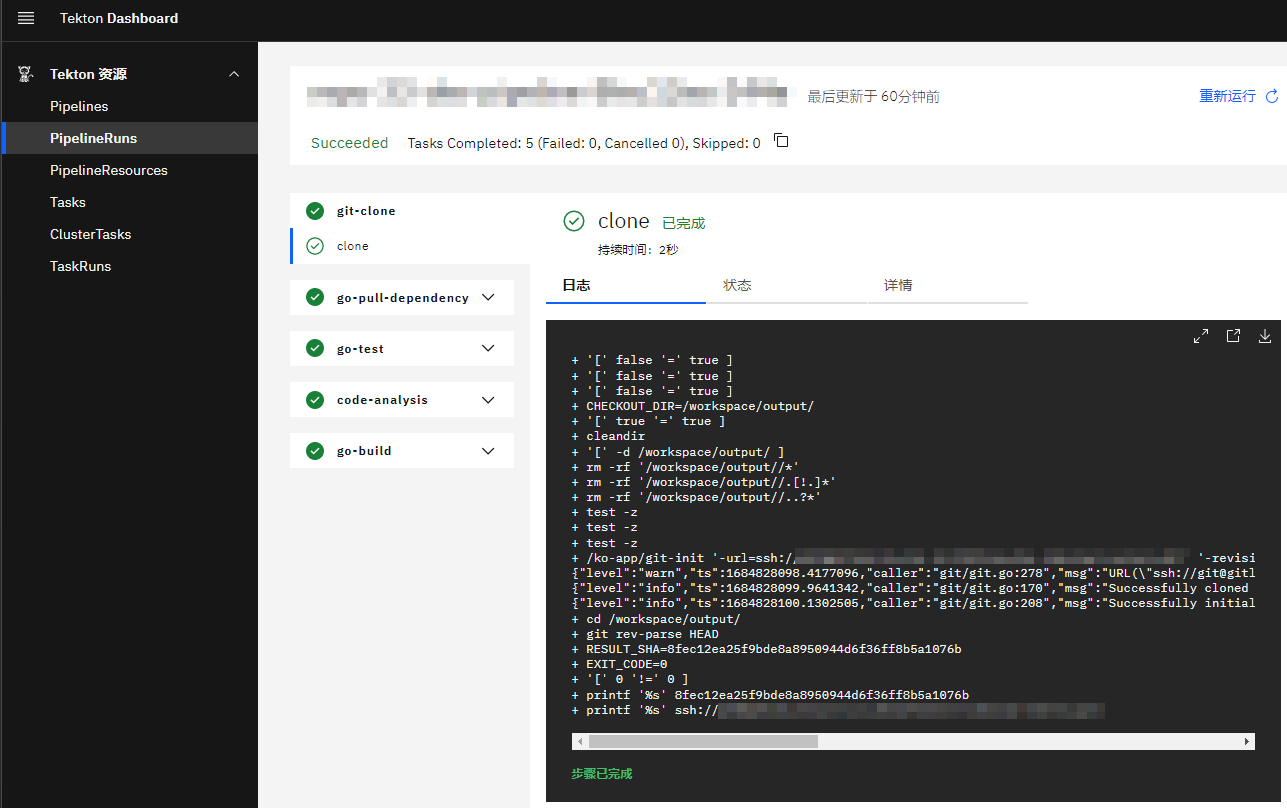 Tekton Dashboard
Tekton 资源
Pipelines
PipelineRuns
PipelineResources
Tasks
ClusterTasks
TaskRuns
最后更新于 60分钟前
重新运行
Succeeded Tasks Completed: 5 (Failed: 0, Cancelled 0), Skipped: 0
git-clone
clone
go-pull-dependency
go-test
code-analysis
go-build
clone 已完成
持续时间: 2秒
日志 状态 详情
+ '[' false '=' true ]
+ '[' false '=' true ]
+ '[' false '=' true ]
+ CHECKOUT_DIR=/workspace/output/
+ '[' true '=' true ]
+ cleandir
+ '[' -d /workspace/output/ ]
+ rm -rf '/workspace/output//*'
+ rm -rf '/workspace/output//.[!.]*'
+ rm -rf '/workspace/output//..?*'
+ test -z
+ test -z
+ test -z
+ /ko-app/git-init '-url=ssh:/ '-revisi
{"level":"warn","ts":1684828098.4177096,"caller":"git/git.go:278","msg":"URL(\"ssh://git@gitl
{"level":"info","ts":1684828099.9641342,"caller":"git/git.go:170","msg":"Successfully cloned
{"level":"info","ts":1684828100.1302505,"caller":"git/git.go:208","msg":"Successfully initial
+ cd /workspace/output/
+ git rev-parse HEAD
+ RESULT_SHA=8fec12ea25f9bde8a8950944d6f36ff8b5a1076b
+ EXIT_CODE=0
+ '[' 0 '!=' 0 ]
+ printf '%s' 8fec12ea25f9bde8a8950944d6f36ff8b5a1076b
+ printf '%s' ssh://
步骤已完成